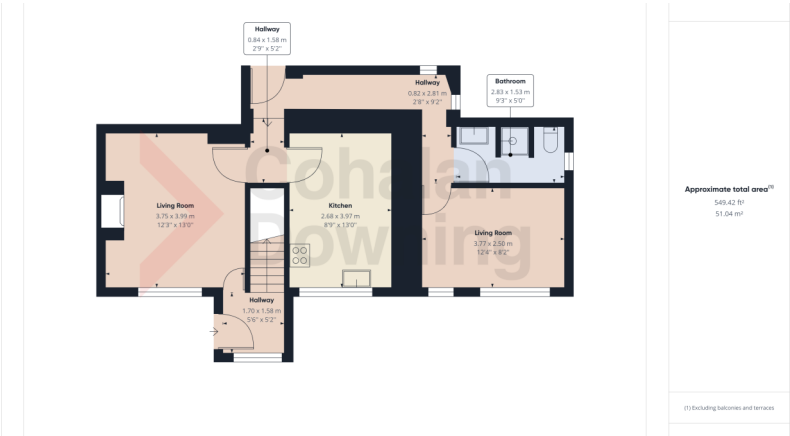 Hallway
0.84 x 1.58 m
2'9" x 5'2"
Hallway
0.82 x 2.81 m
2'8" x 9'2"
Bathroom
2.83 x 1.53 m
9'3" x 5'0"
Living Room
3.75 x 3.99 m
12'3" x 13'0"
Kitchen
2.68 x 3.97 m
8'9" x 13'0"
Living Room
3.77 x 2.50 m
12'4" x 8'2"
Hallway
1.70 x 1.58 m
5'6" x 5'2"
Cohalan
Downing
Approximate total area(1)
549.42 ft²
51.04 m²
(1) Excluding balconies and terraces